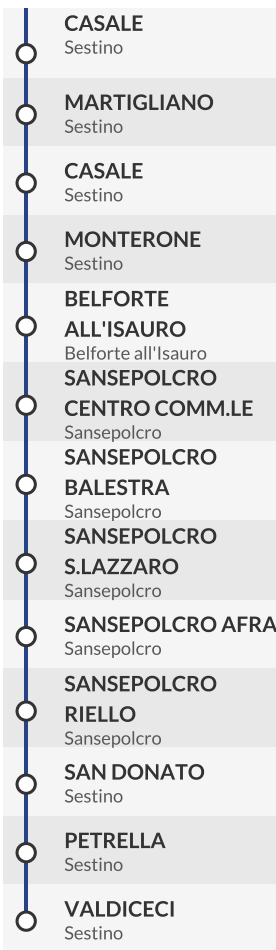 CASALE
Sestino
MARTIGLIANO
Sestino
CASALE
Sestino
MONTERONE
Sestino
BELFORTE
ALL'ISAURO
Belforte all'Isauro
SANSEPOLCRO
CENTRO COMM.LE
Sansepolcro
SANSEPOLCRO
BALESTRA
Sansepolcro
SANSEPOLCRO
S.LAZZARO
Sansepolcro
SANSEPOLCRO AFRA
Sansepolcro
SANSEPOLCRO
RIELLO
Sansepolcro
SAN DONATO
Sestino
PETRELLA
Sestino
VALDICECI
Sestino